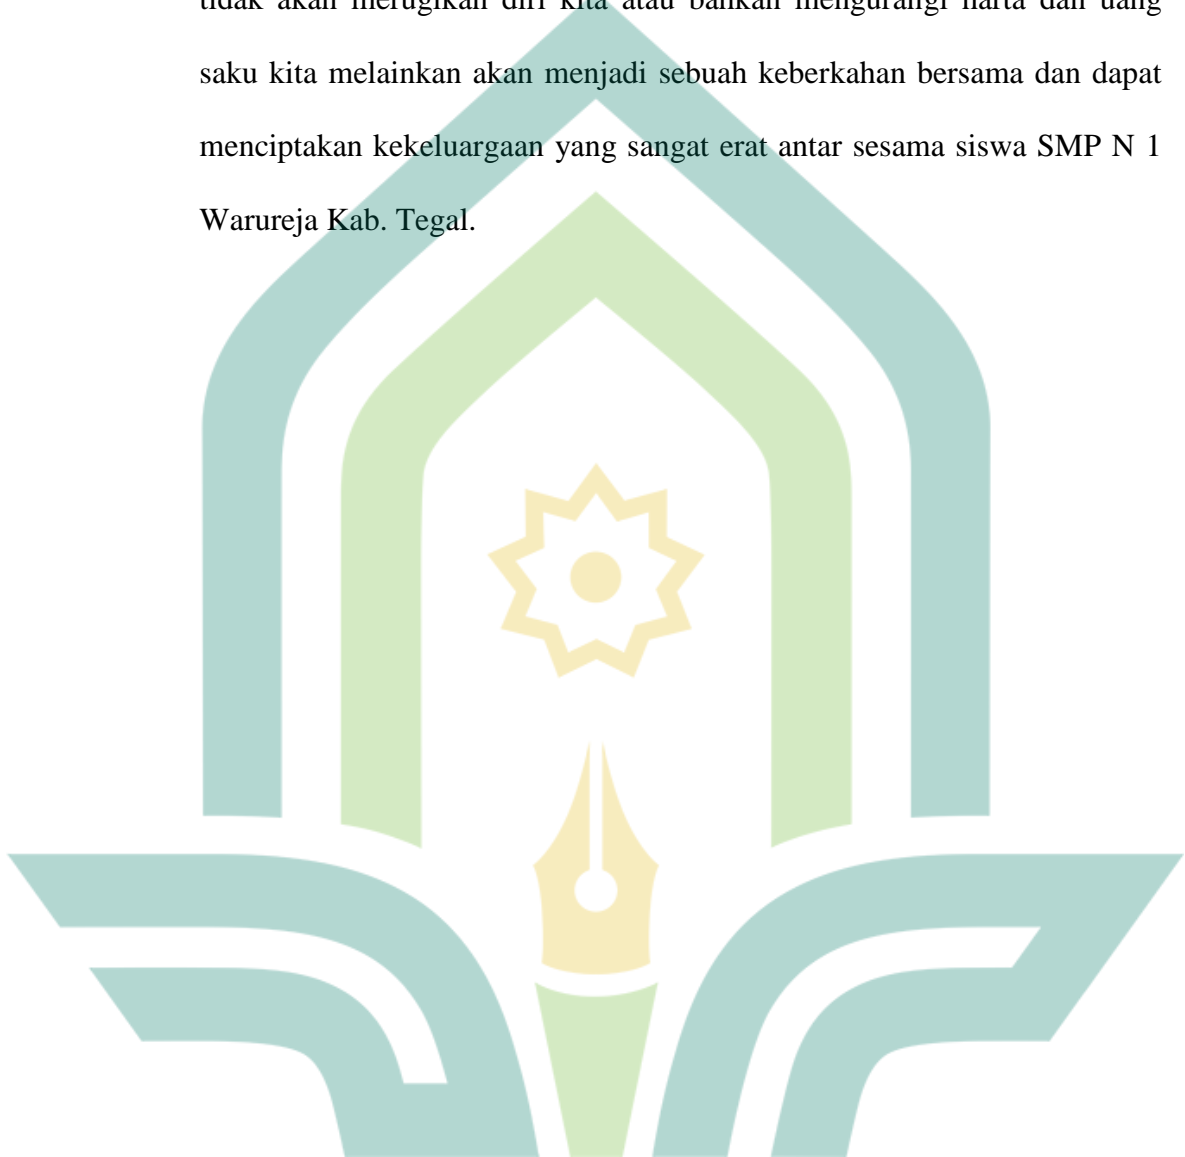 tidak akan merugikan diri kita atau bahkan mengurangi harta dan uang
saku kita melainkan akan menjadi sebuah keberkahan bersama dan dapat
menciptakan kekeluargaan yang sangat erat antar sesama siswa SMP N 1
Warureja Kab. Tegal.